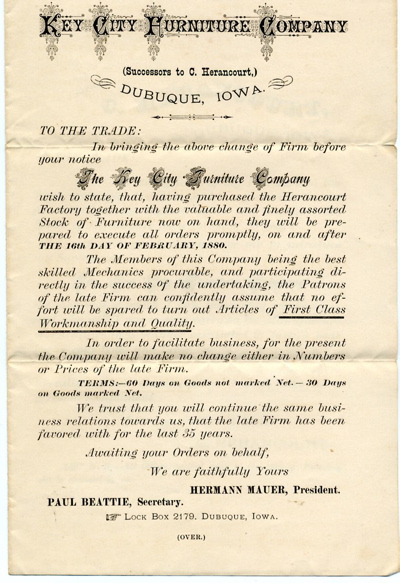 KEY CITY FURNITURE COMPANY
(Successors to C. Herancourt,)
DUBUQUE, IOWA.
TO THE TRADE:
In bringing the above change of Firm before
your notice
The Key City Furniture Company
wish to state, that, having purchased the Herancourt
Factory together with the valuable and finely assorted
Stock of Furniture now on hand, they will be pre-
pared to execute all orders promptly, on and after
THE 16th DAY OF FEBRUARY, 1880.
The Members of this Company being the best
skilled Mechanics procurable, and participating di-
rectly in the success of the undertaking, the Patrons
of the late Firm can confidently assume that no ef-
fort will be spared to turn out Articles of First Class
Workmanship and Quality.
In order to facilitate business, for the present
the Company will make no change either in Numbers
or Prices of the late Firm.
TERMS:—60 Days on Goods not marked Net.—30 Days
on Goods marked Net.
We trust that you will continue the same busi-
ness relations towards us, that the late Firm has been
favored with for the last 35 years.
Awaiting your Orders on behalf,
We are faithfully Yours
HERMANN MAUER, President.
PAUL BEATTIE, Secretary.
☞ LOCK BOX 2179, DUBUQUE, IOWA.
(OVER.)